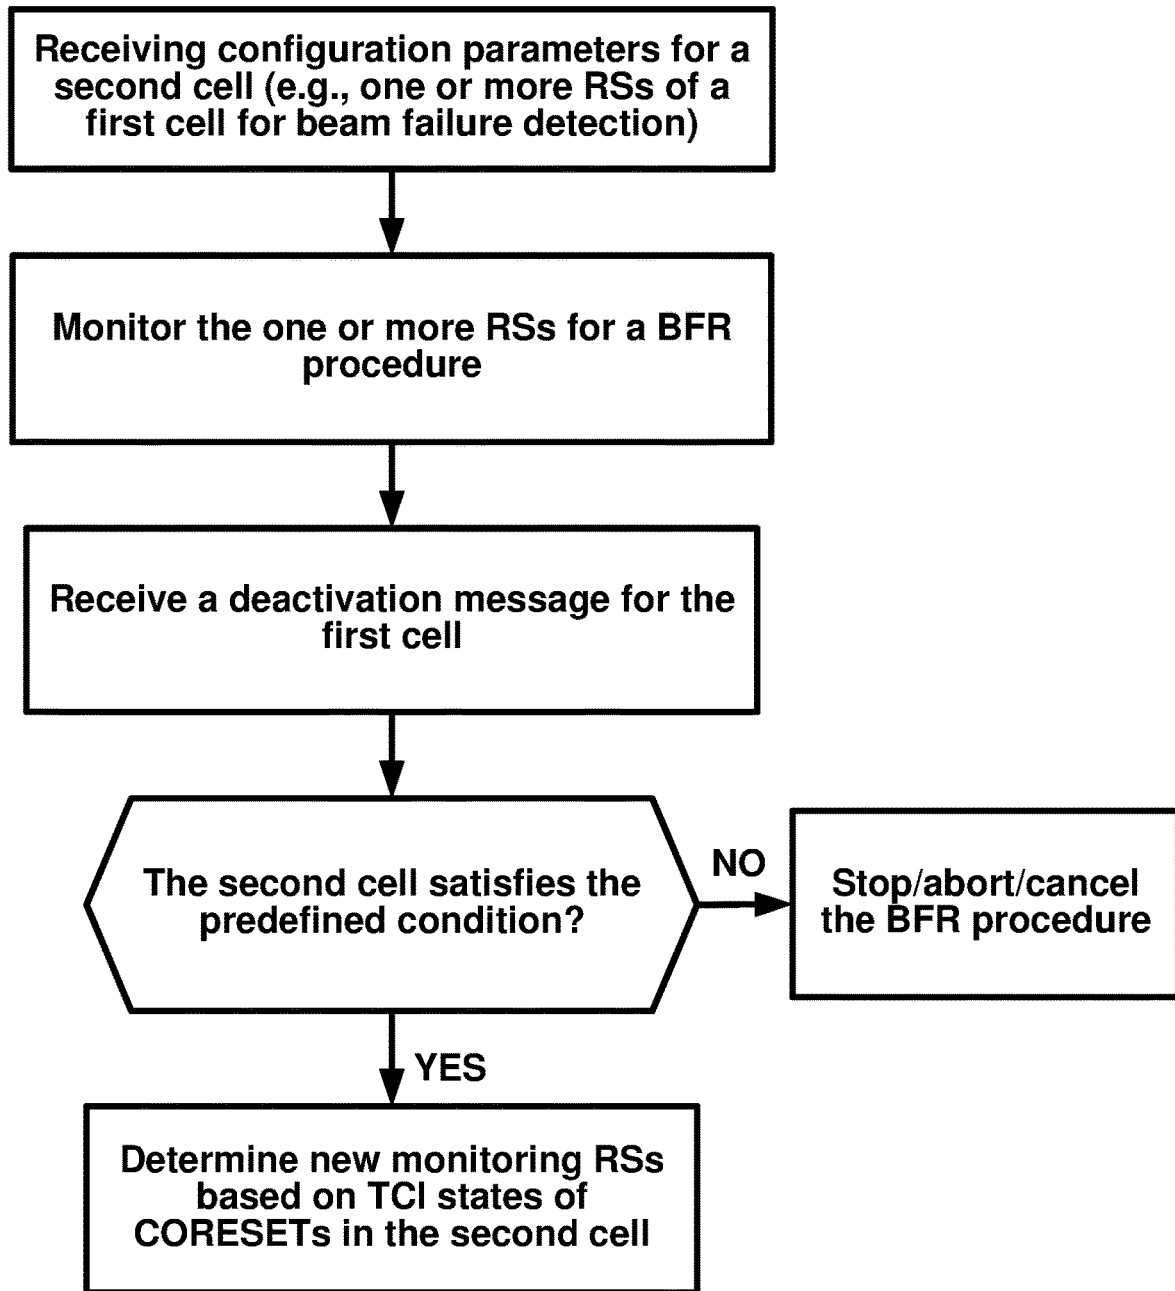 Receiving configuration parameters for a
second cell (e.g., one or more RSs of a
first cell for beam failure detection)
Monitor the one or more RSs for a BFR
procedure
Receive a deactivation message for the
first cell
The second cell satisfies the
predefined condition?
NO
Stop/abort/cancel
the BFR procedure
YES
Determine new monitoring RSs
based on TCI states of
CORESETs in the second cell